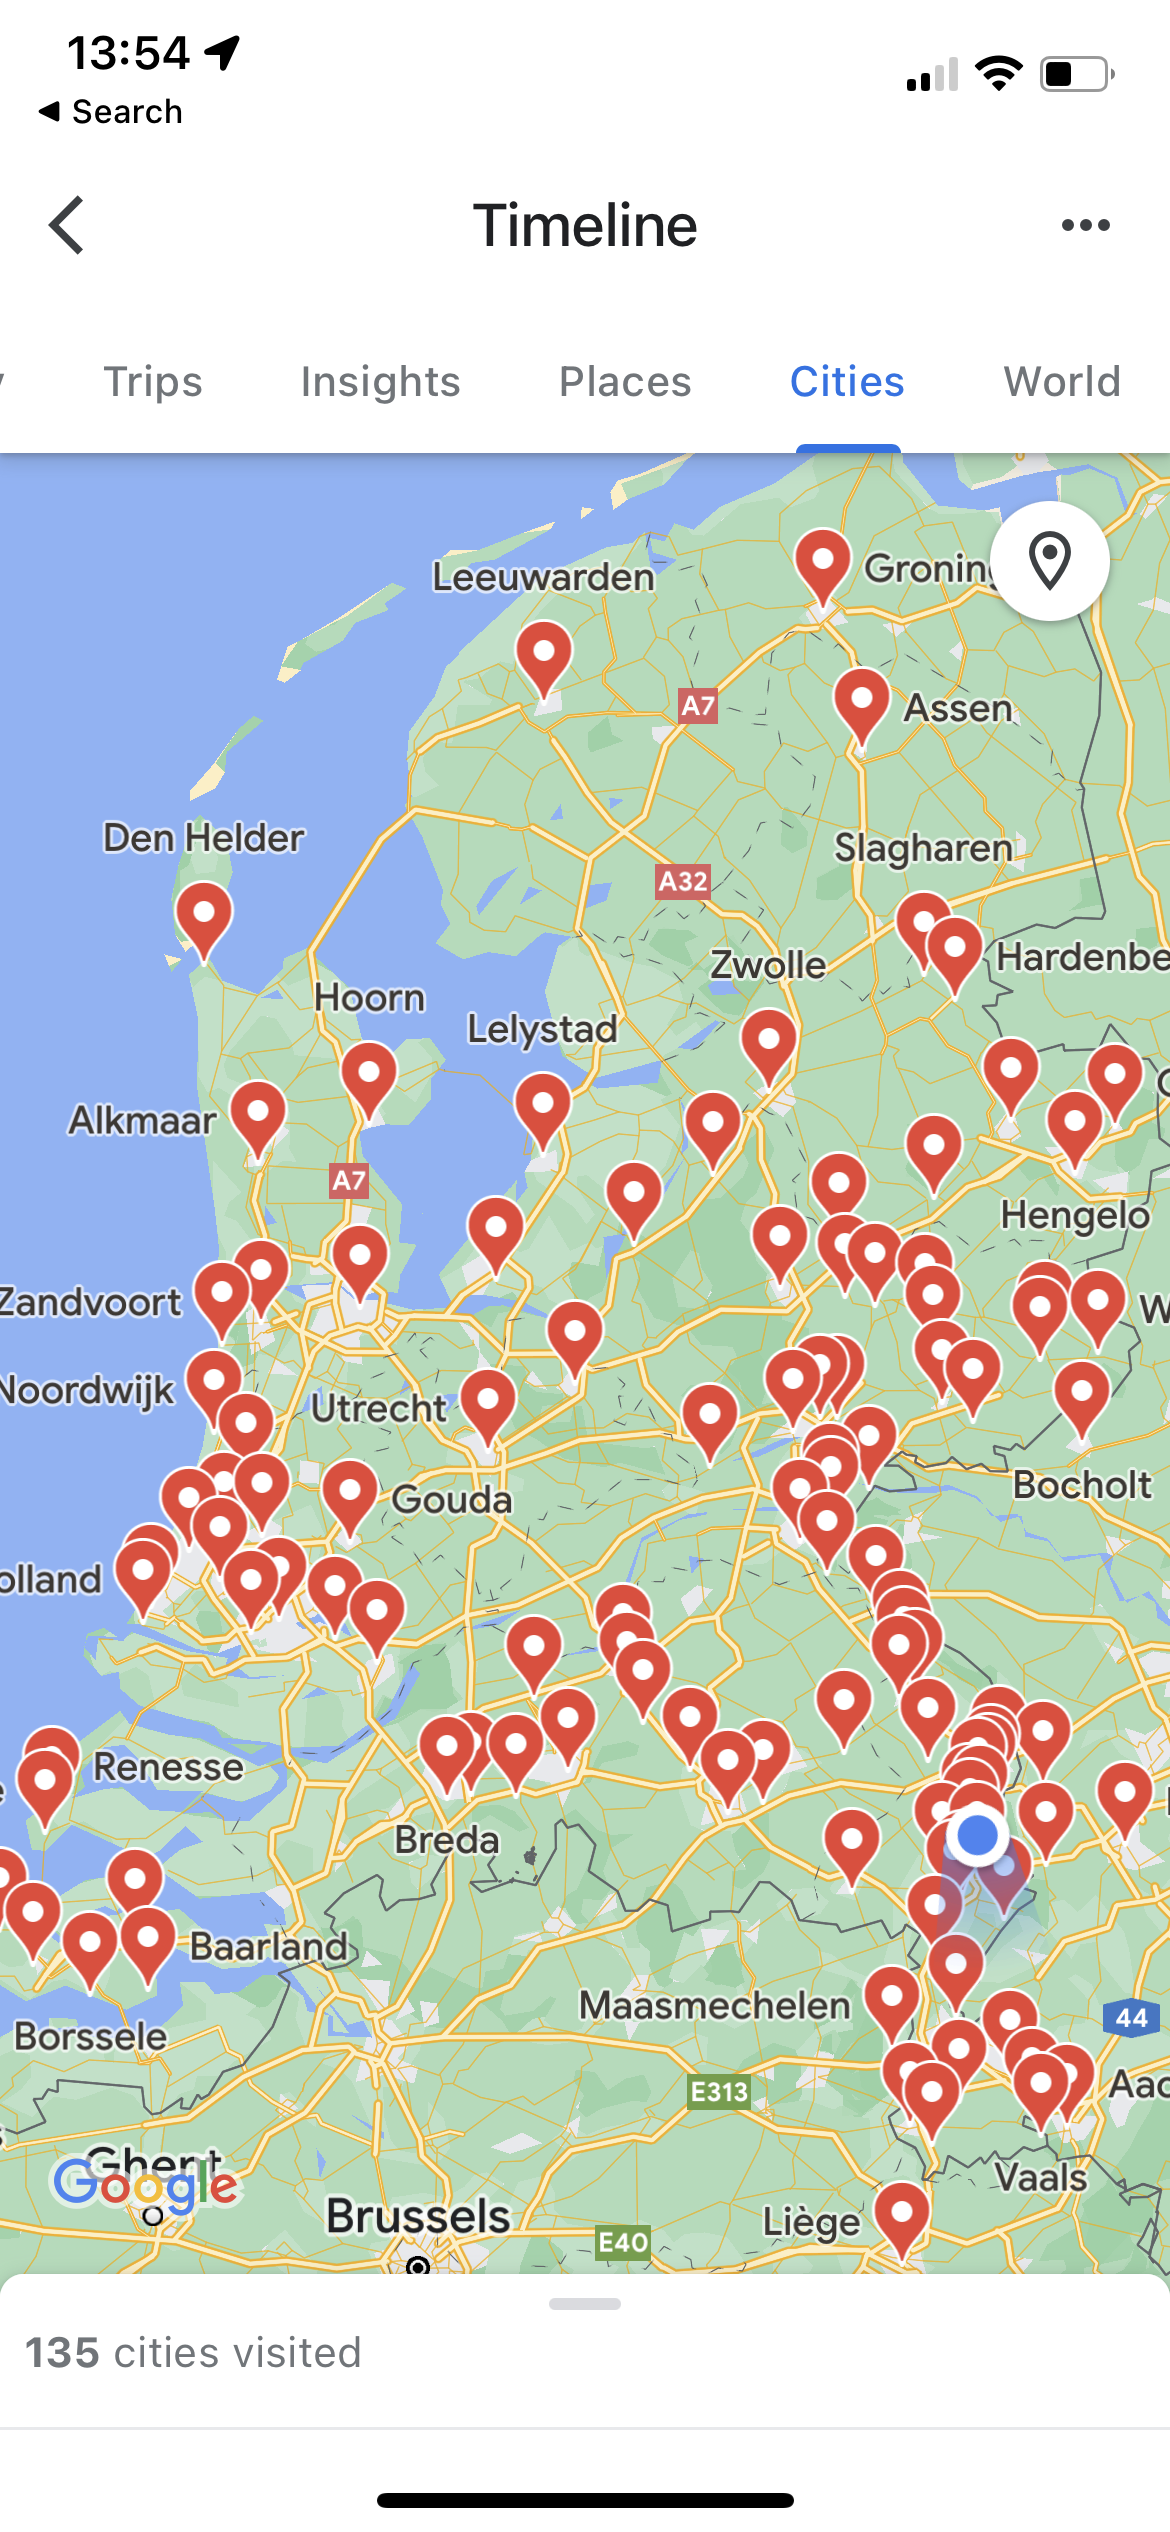 13:54
Search
Timeline
Trips
Insights
Places
Cities
World
Leeuwarden
Groning
A7
Assen
Den Helder
Slagharen
A32
Zwolle
Hardenbe
Hoorn
Lelystad
Alkmaar
A7
Hengelo
Zandvoort
Noordwijk
Utrecht
Gouda
Bocholt
olland
Renesse
Breda
Baarland
Maasmechelen
44
Borssele
E313
Aac
Ghent
Google
Vaals
Brussels
Liège
E40
135 cities visited